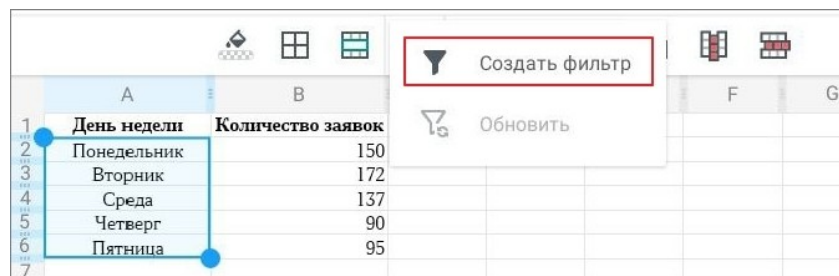 Создать фильтр
Обновить
A B F G
1 День недели Количество заявок
2 Понедельник 150
3 Вторник 172
4 Среда 137
5 Четверг 90
6 Пятница 95
7